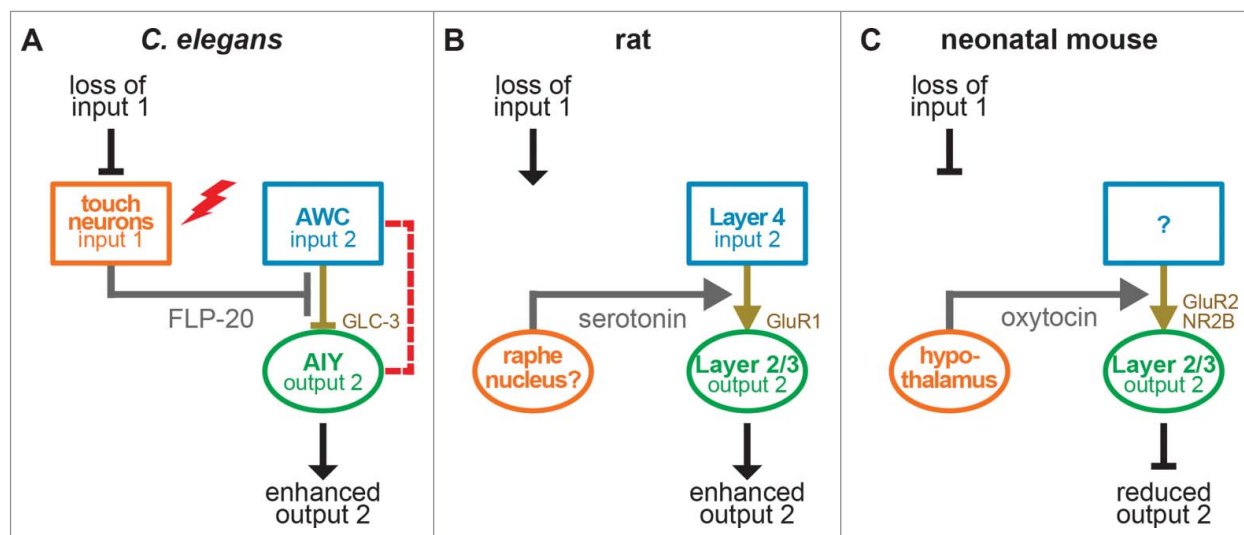 A
C. elegans
loss of
input 1
touch
neurons
input 1
AWC
input 2
FLP-20
GLC-3
AIY
output 2
enhanced
output 2
B
rat
loss of
input 1
Layer 4
input 2
serotonin
GluR1
raphe
nucleus?
Layer 2/3
output 2
enhanced
output 2
C
neonatal mouse
loss of
input 1
?
oxytocin
GluR2
NR2B
hypo-
thalamus
Layer 2/3
output 2
reduced
output 2